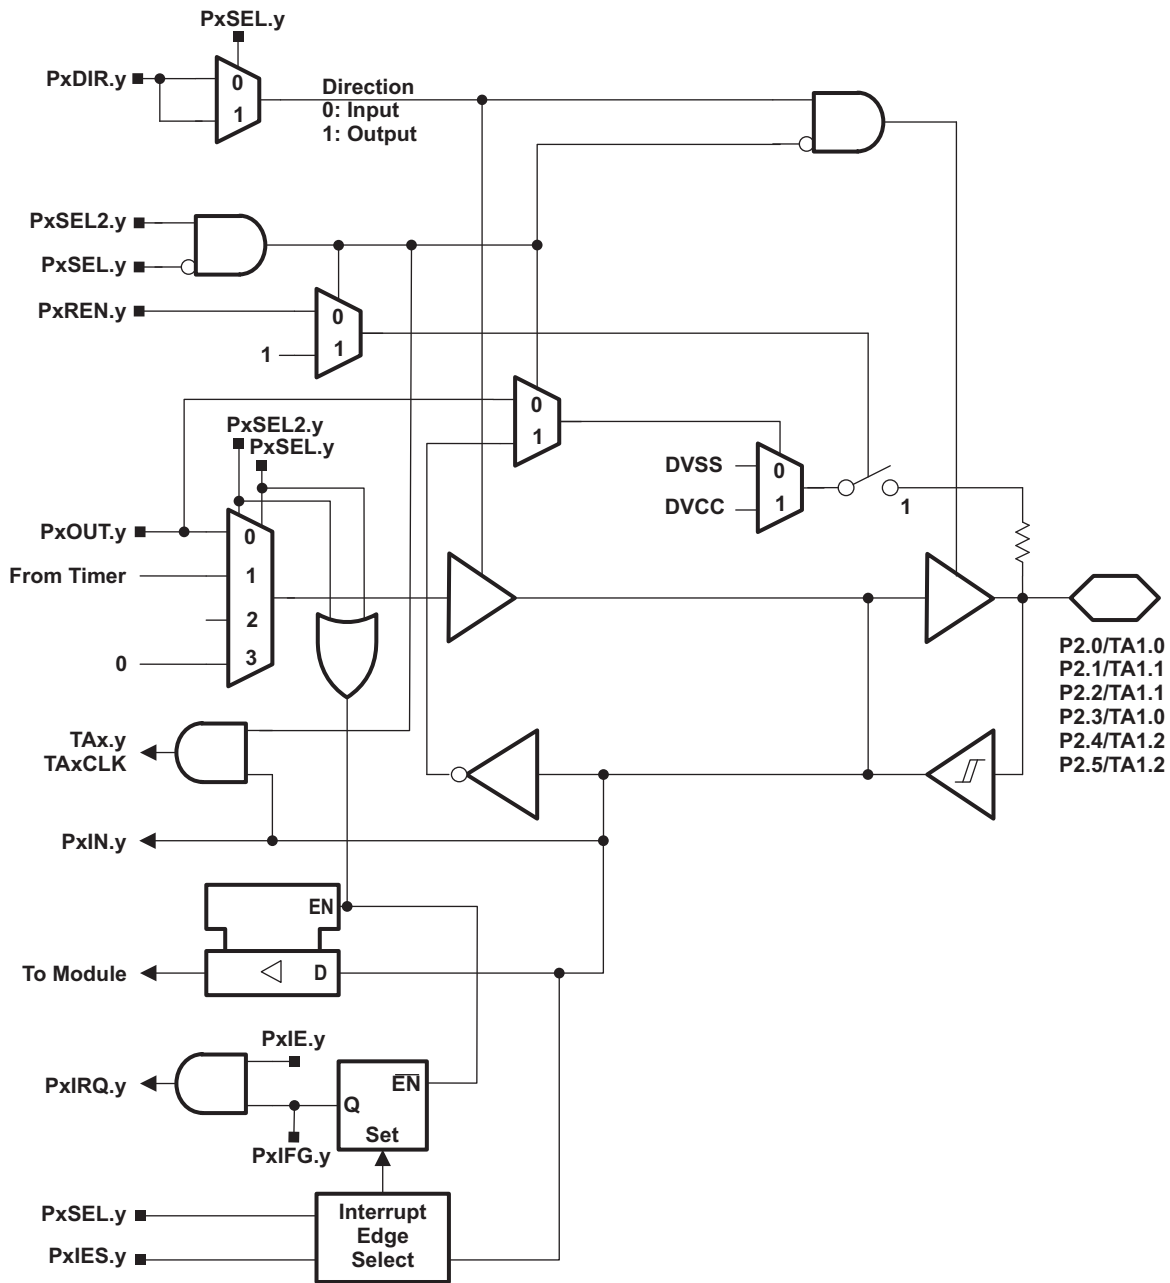 PxSEL.y
PxDIR.y
0
1
Direction
0: Input
1: Output
PxSEL2.y
PxSEL.y
PxREN.y
0
1
1
0
1
PxSEL2.y
PxSEL.y
DVSS
DVCC
0
1
1
PxOUT.y
From Timer
0
0
1
2
3
P2.0/TA1.0
P2.1/TA1.1
P2.2/TA1.1
P2.3/TA1.0
P2.4/TA1.2
P2.5/TA1.2
TAx.y
TAxCLK
PxIN.y
EN
To Module
D
PxIE.y
PxIRQ.y
EN
Q
Set
PxIFG.y
PxSEL.y
PxIES.y
Interrupt
Edge
Select